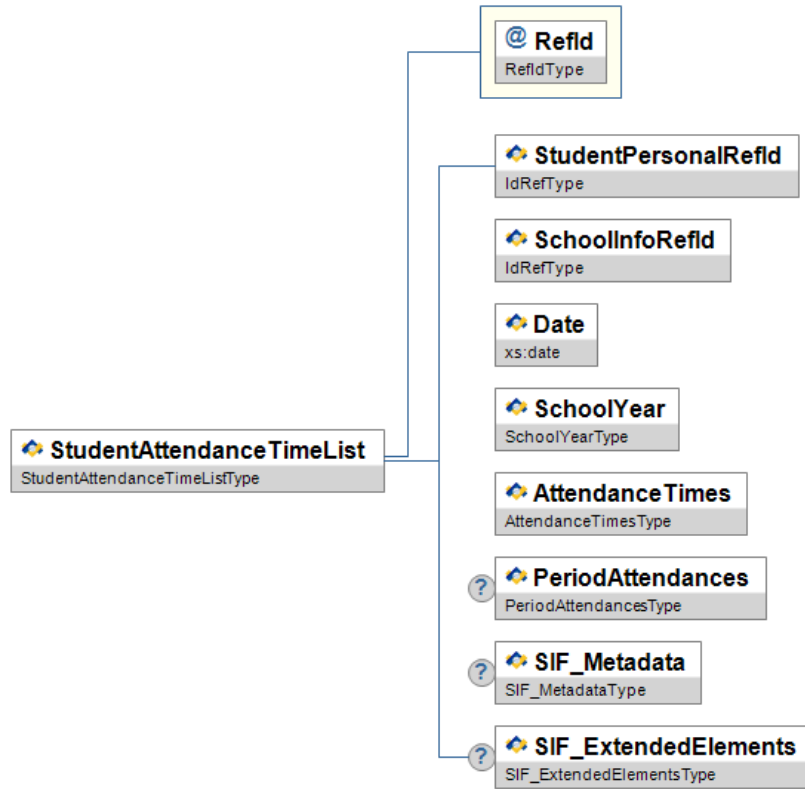 @ RefId
RefIdType
StudentPersonalRefId
IdRefType
SchoolInfoRefId
IdRefType
Date
xs:date
SchoolYear
SchoolYearType
StudentAttendanceTimeList
StudentAttendanceTimeListType
AttendanceTimes
AttendanceTimesType
? PeriodAttendances
PeriodAttendancesType
? SIF_Metadata
SIF_MetadataType
? SIF_ExtendedElements
SIF_ExtendedElementsType